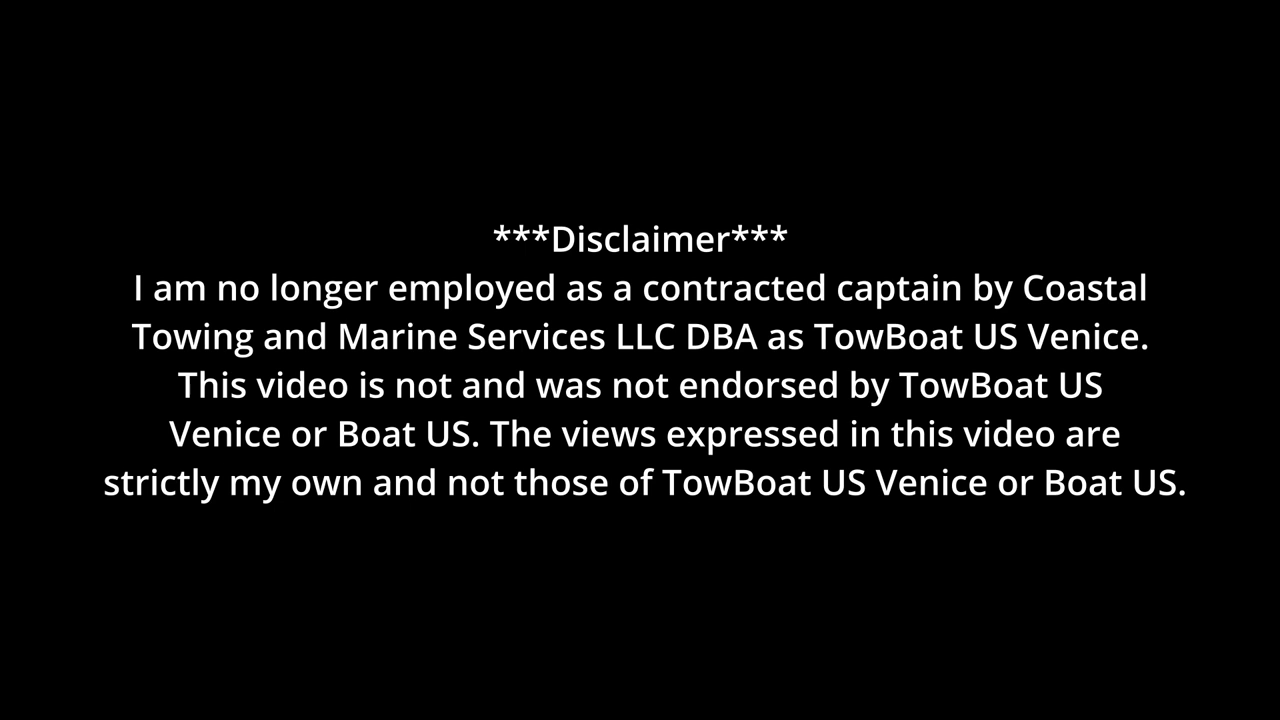 ***Disclaimer***
I am no longer employed as a contracted captain by Coastal
Towing and Marine Services LLC DBA as TowBoat US Venice.
This video is not and was not endorsed by TowBoat US
Venice or Boat US. The views expressed in this video are
strictly my own and not those of TowBoat US Venice or Boat US.